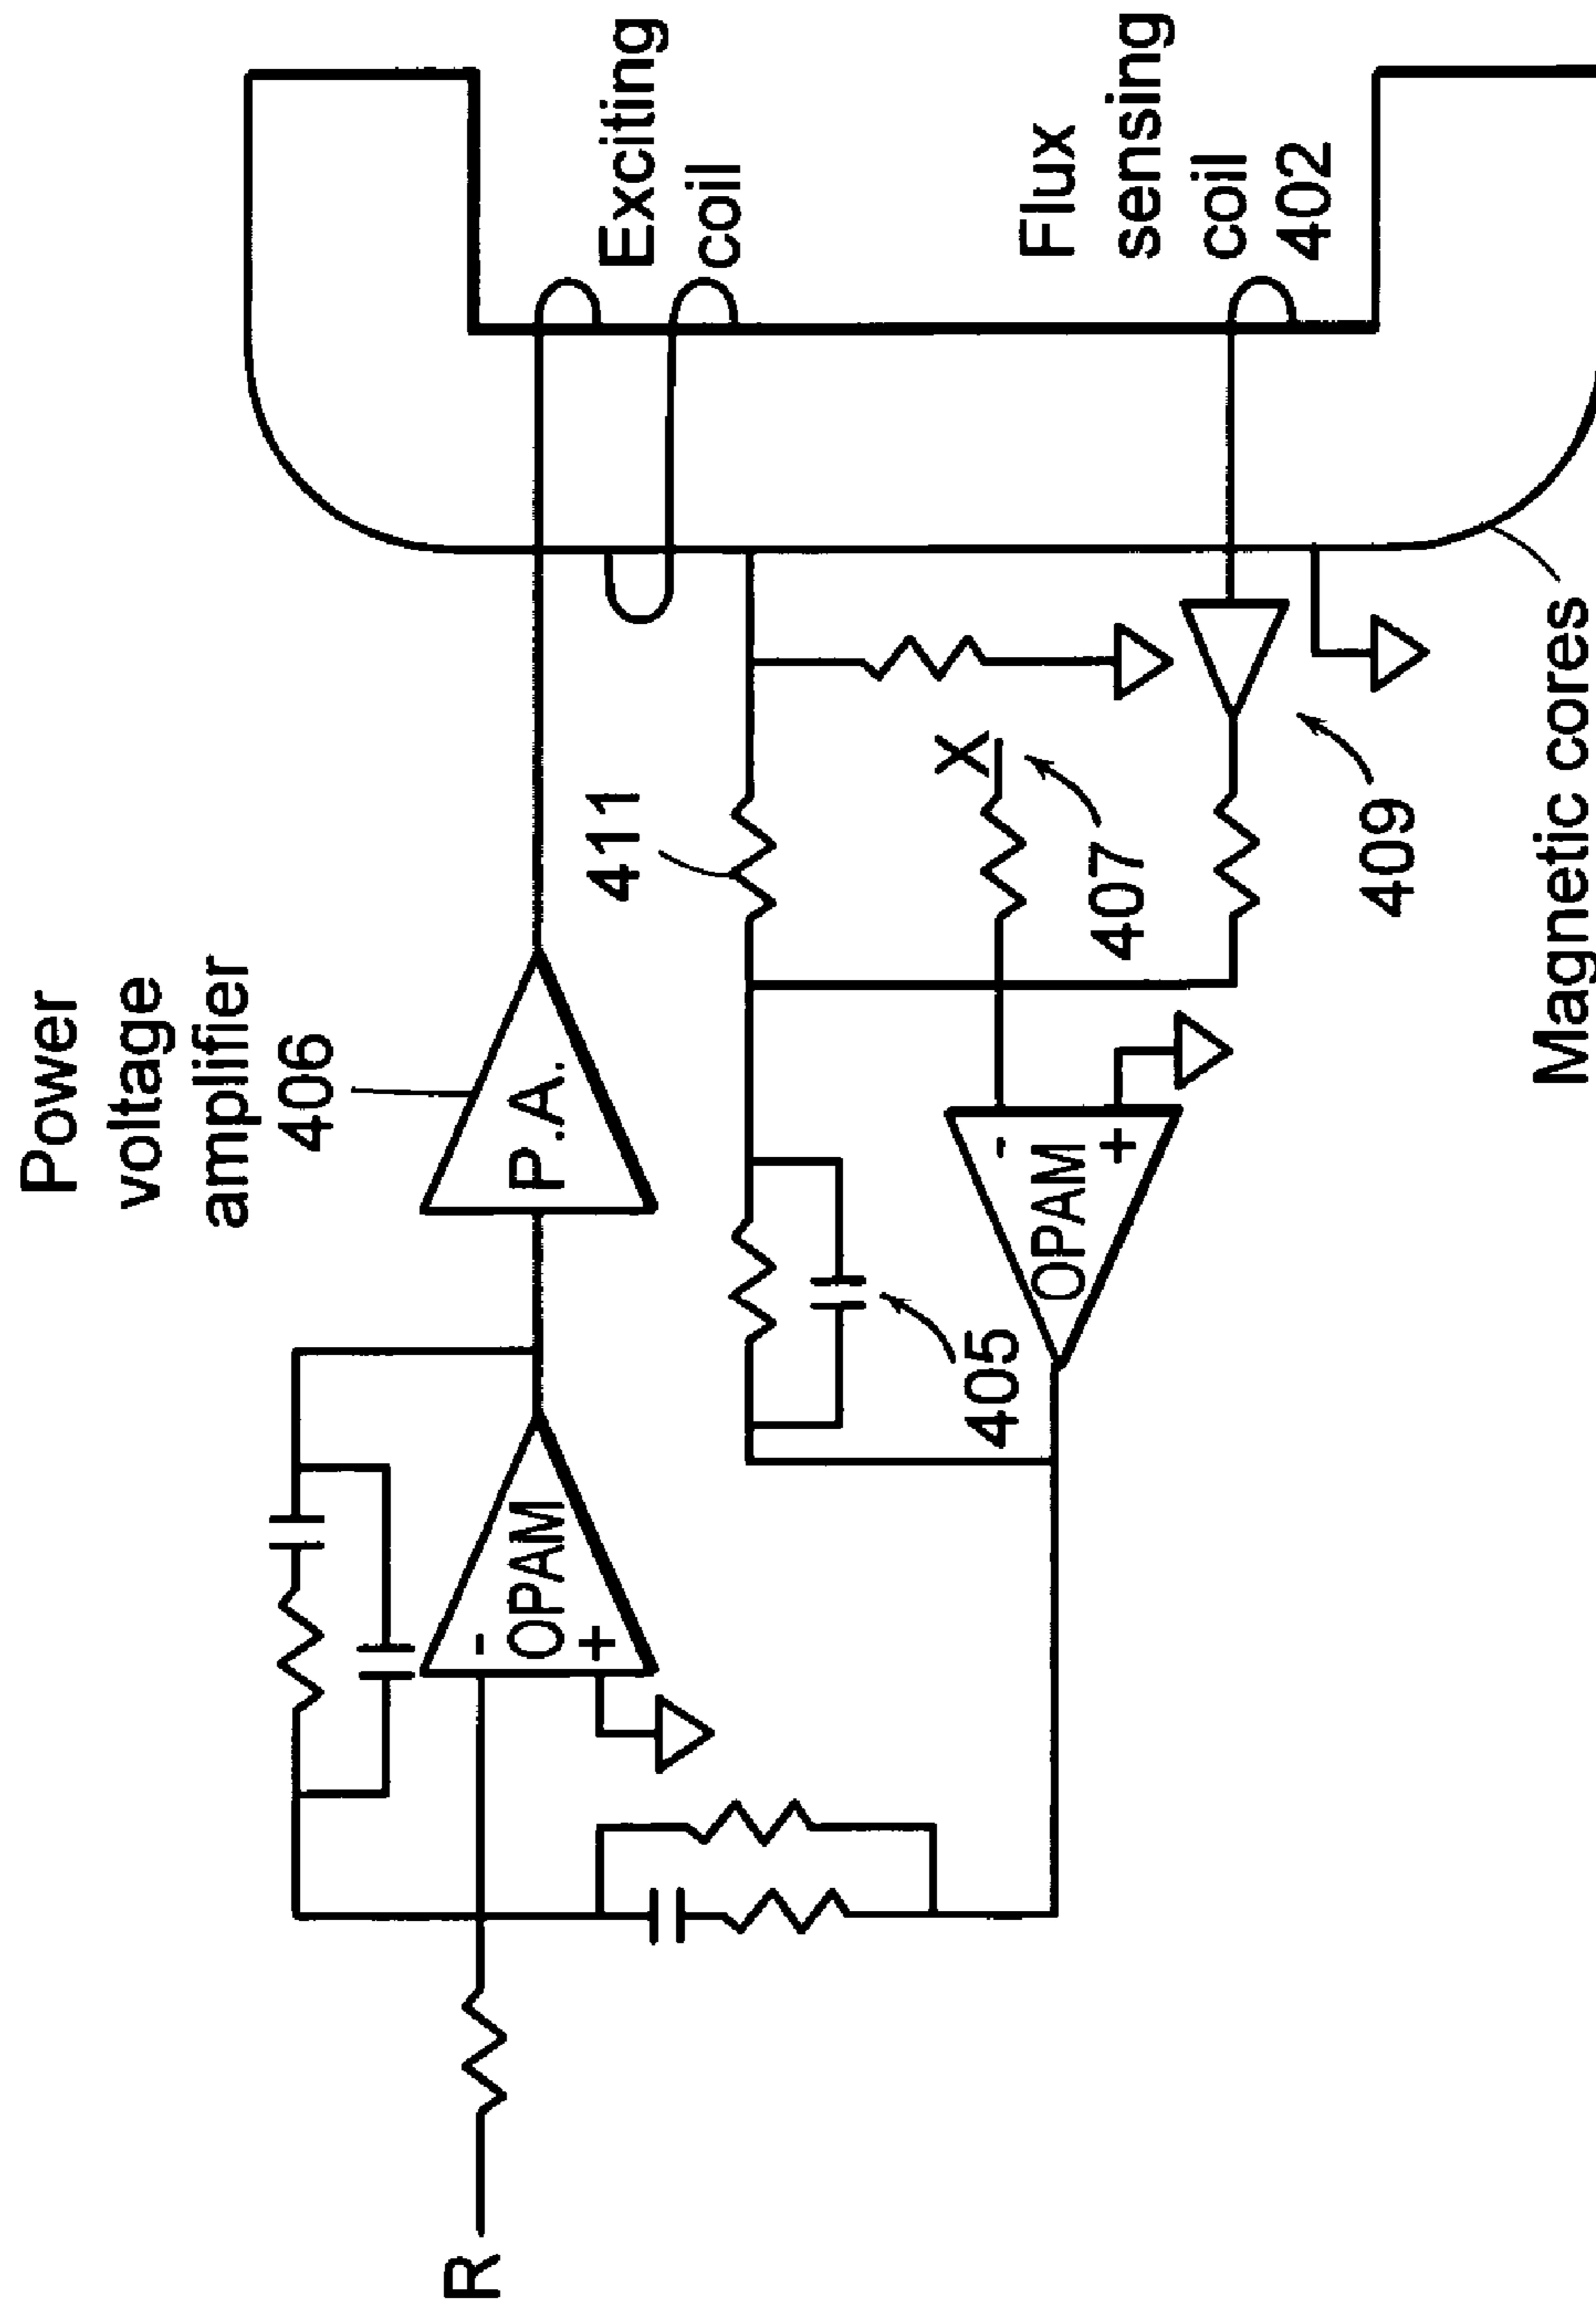 Power
voltage
amplifier
406
P.A.
OPAM
-
+
R
Exciting
coil
411
X
407
OPAM
-
+
405
Flux
sensing
coil
402
409
Magnetic cores